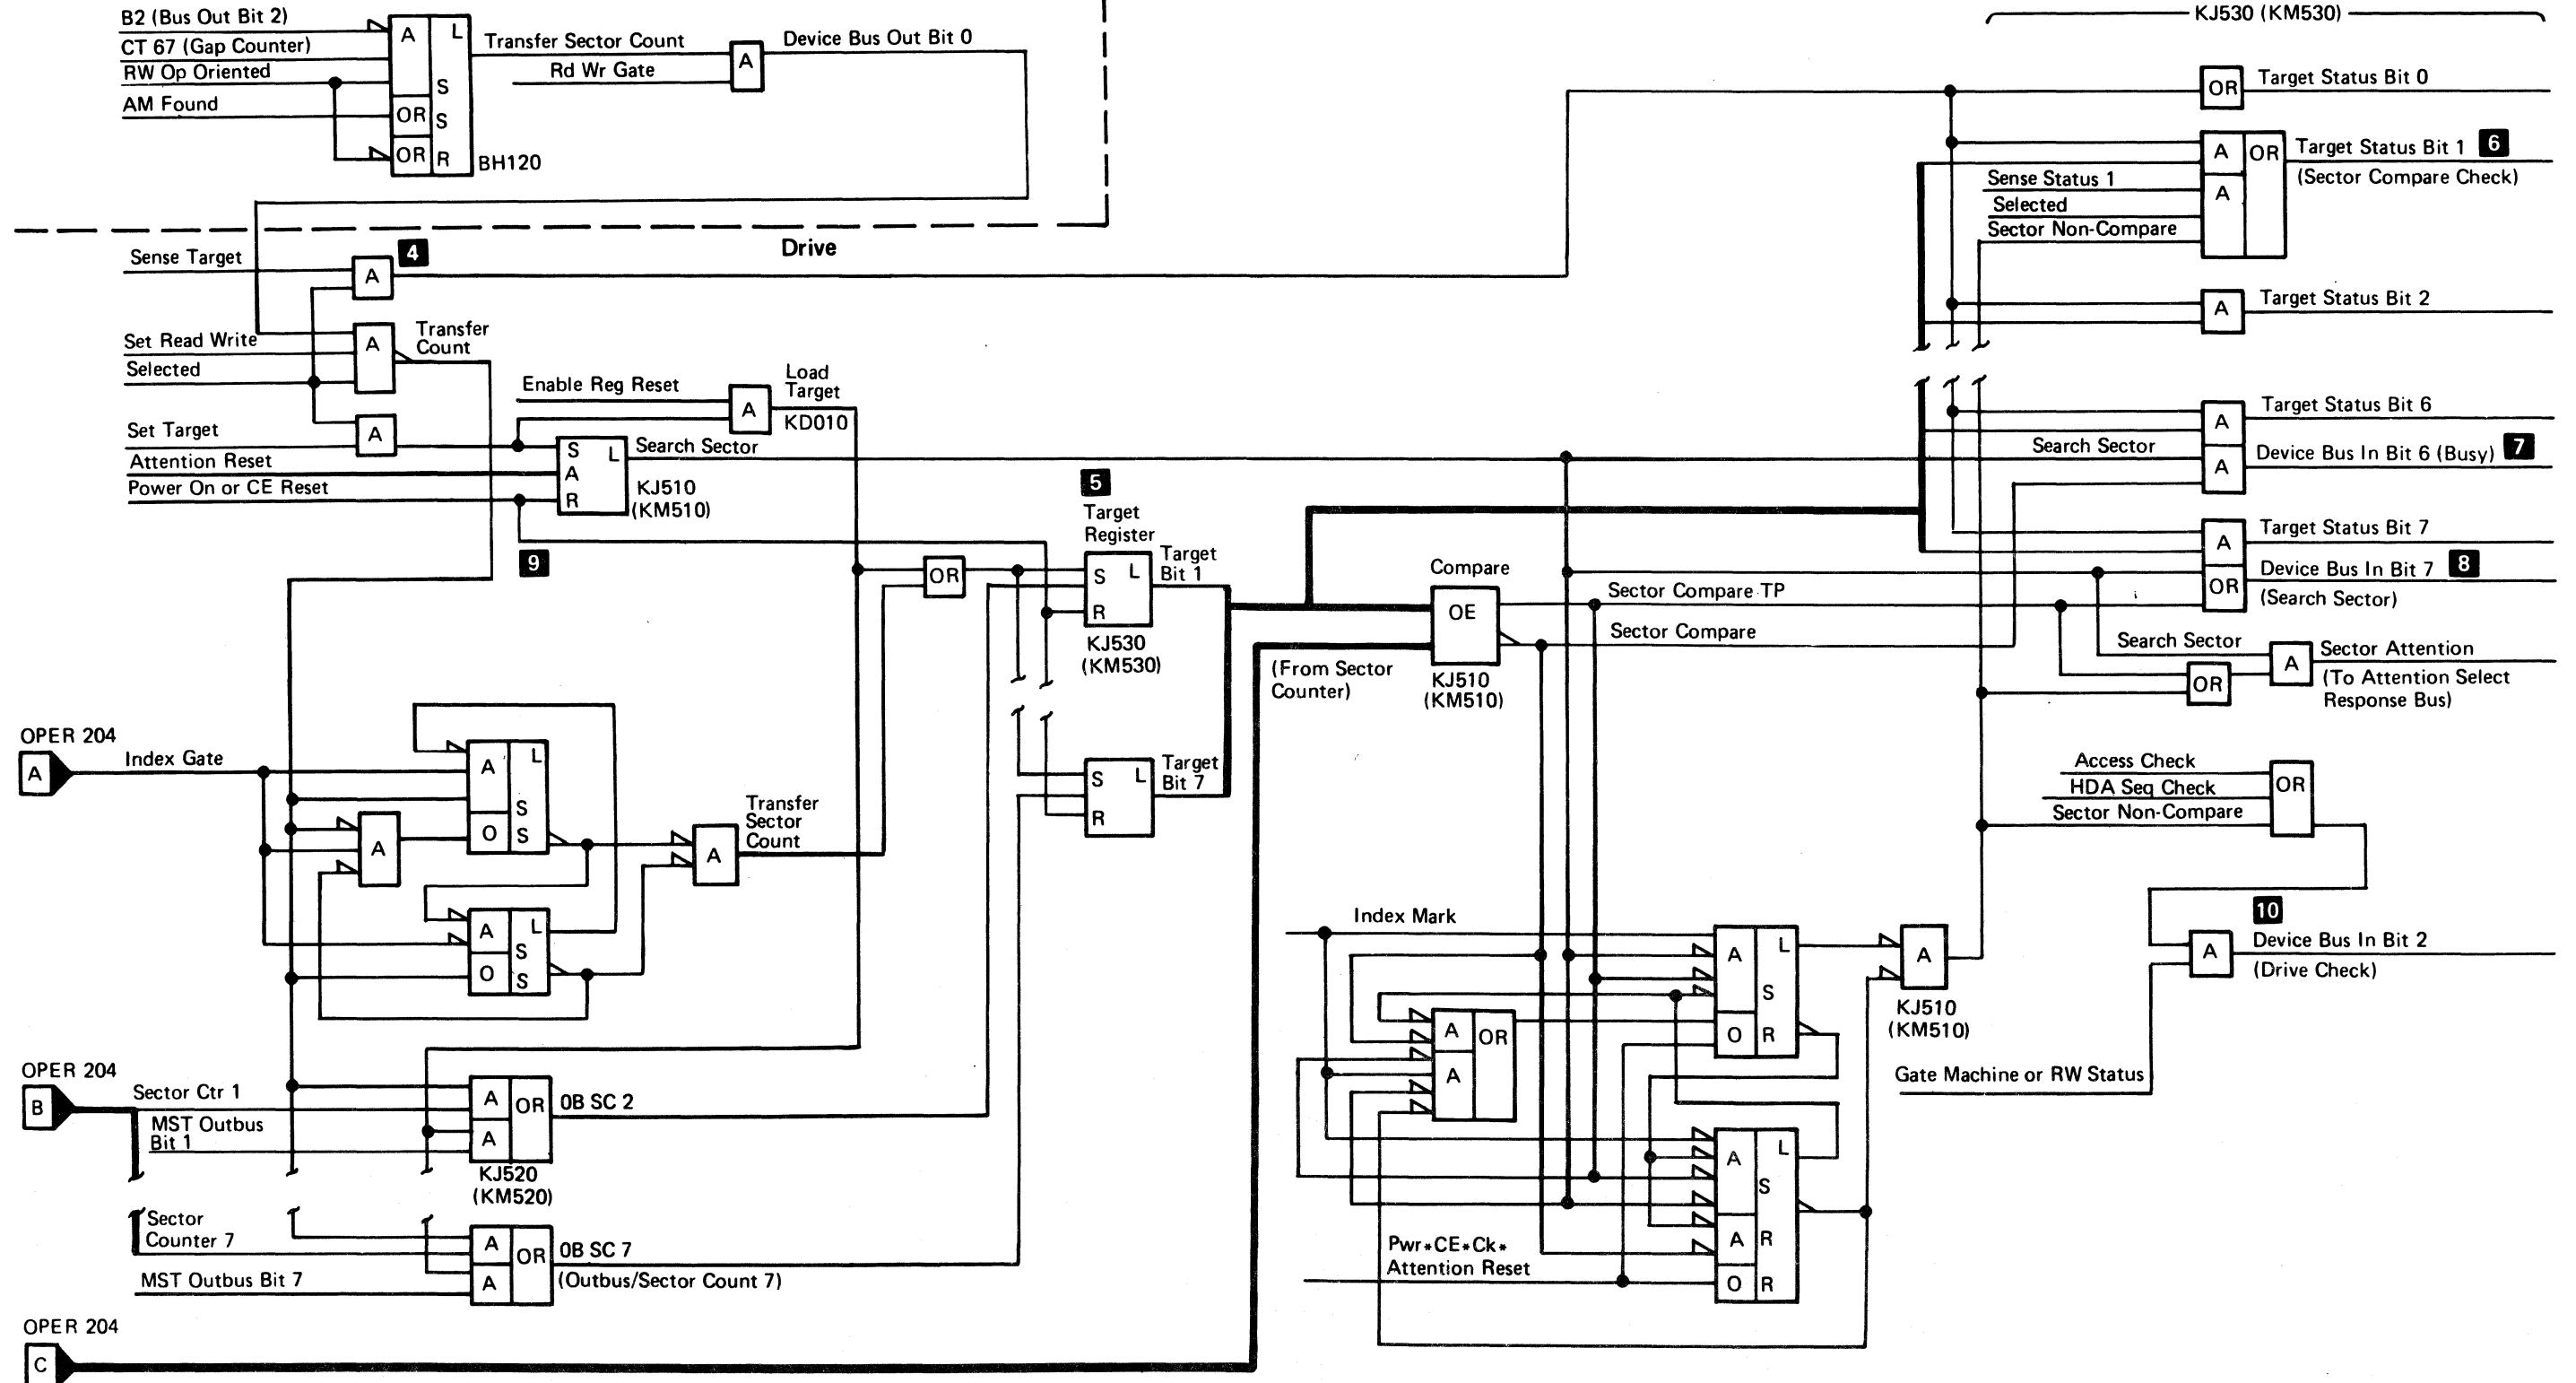 B2 (Bus Out Bit 2)
CT 67 (Gap Counter)
RW Op Oriented
AM Found
A
L
S
OR
S
OR
R
BH120
Transfer Sector Count
Rd Wr Gate
A
Device Bus Out Bit 0
KJ530 (KM530)
OR
Target Status Bit 0
A
OR
Target Status Bit 1
6
(Sector Compare Check)
Sense Status 1
A
Selected
Sector Non-Compare
A
Target Status Bit 2
Drive
Sense Target
A
4
Set Read Write
Selected
A
Transfer
Count
Set Target
A
Attention Reset
Power On or CE Reset
Enable Reg Reset
A
Load
Target
KD010
S
L
A
R
Search Sector
KJ510
(KM510)
9
Search Sector
A
Target Status Bit 6
A
Device Bus In Bit 6 (Busy)
7
A
Target Status Bit 7
OR
Device Bus In Bit 7
8
(Search Sector)
5
Target
Register
OR
S
L
R
Target
Bit 1
KJ530
(KM530)
S
L
R
Target
Bit 7
Compare
OE
KJ510
(KM510)
(From Sector
Counter)
Sector Compare TP
Sector Compare
Search Sector
OR
A
Sector Attention
(To Attention Select
Response Bus)
OPER 204
A
Index Gate
A
L
S
O
S
A
A
L
S
O
S
A
Transfer
Sector
Count
Access Check
HDA Seq Check
Sector Non-Compare
OR
10
A
Device Bus In Bit 2
(Drive Check)
Gate Machine or RW Status
Index Mark
A
L
S
O
R
A
OR
A
A
KJ510
(KM510)
A
L
S
A
R
O
R
Pwr*CE*Ck*
Attention Reset
OPER 204
B
Sector Ctr 1
MST Outbus
Bit 1
A
OR
A
OB SC 2
KJ520
(KM520)
Sector
Counter 7
MST Outbus Bit 7
A
OR
A
OB SC 7
(Outbus/Sector Count 7)
OPER 204
C